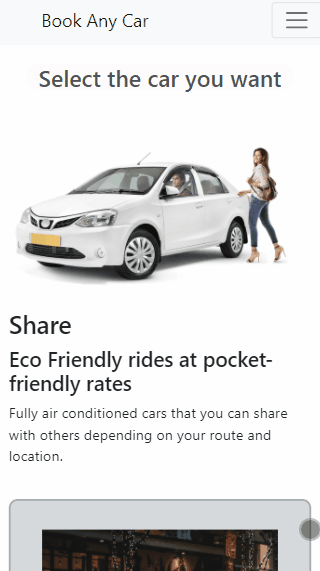 Book Any Car
Select the car you want
Share
Eco Friendly rides at pocket-
friendly rates
Fully air conditioned cars that you can share
with others depending on your route and
location.